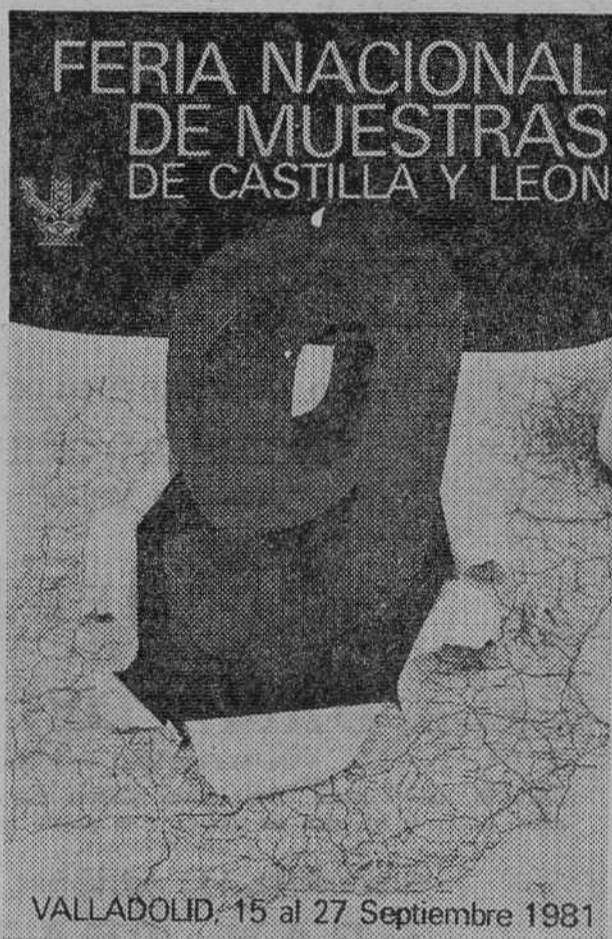 FERIA NACIONAL
DE MUESTRAS
DE CASTILLA Y LEON
VALLADOLID, 15 al 27 Septiembre 1981